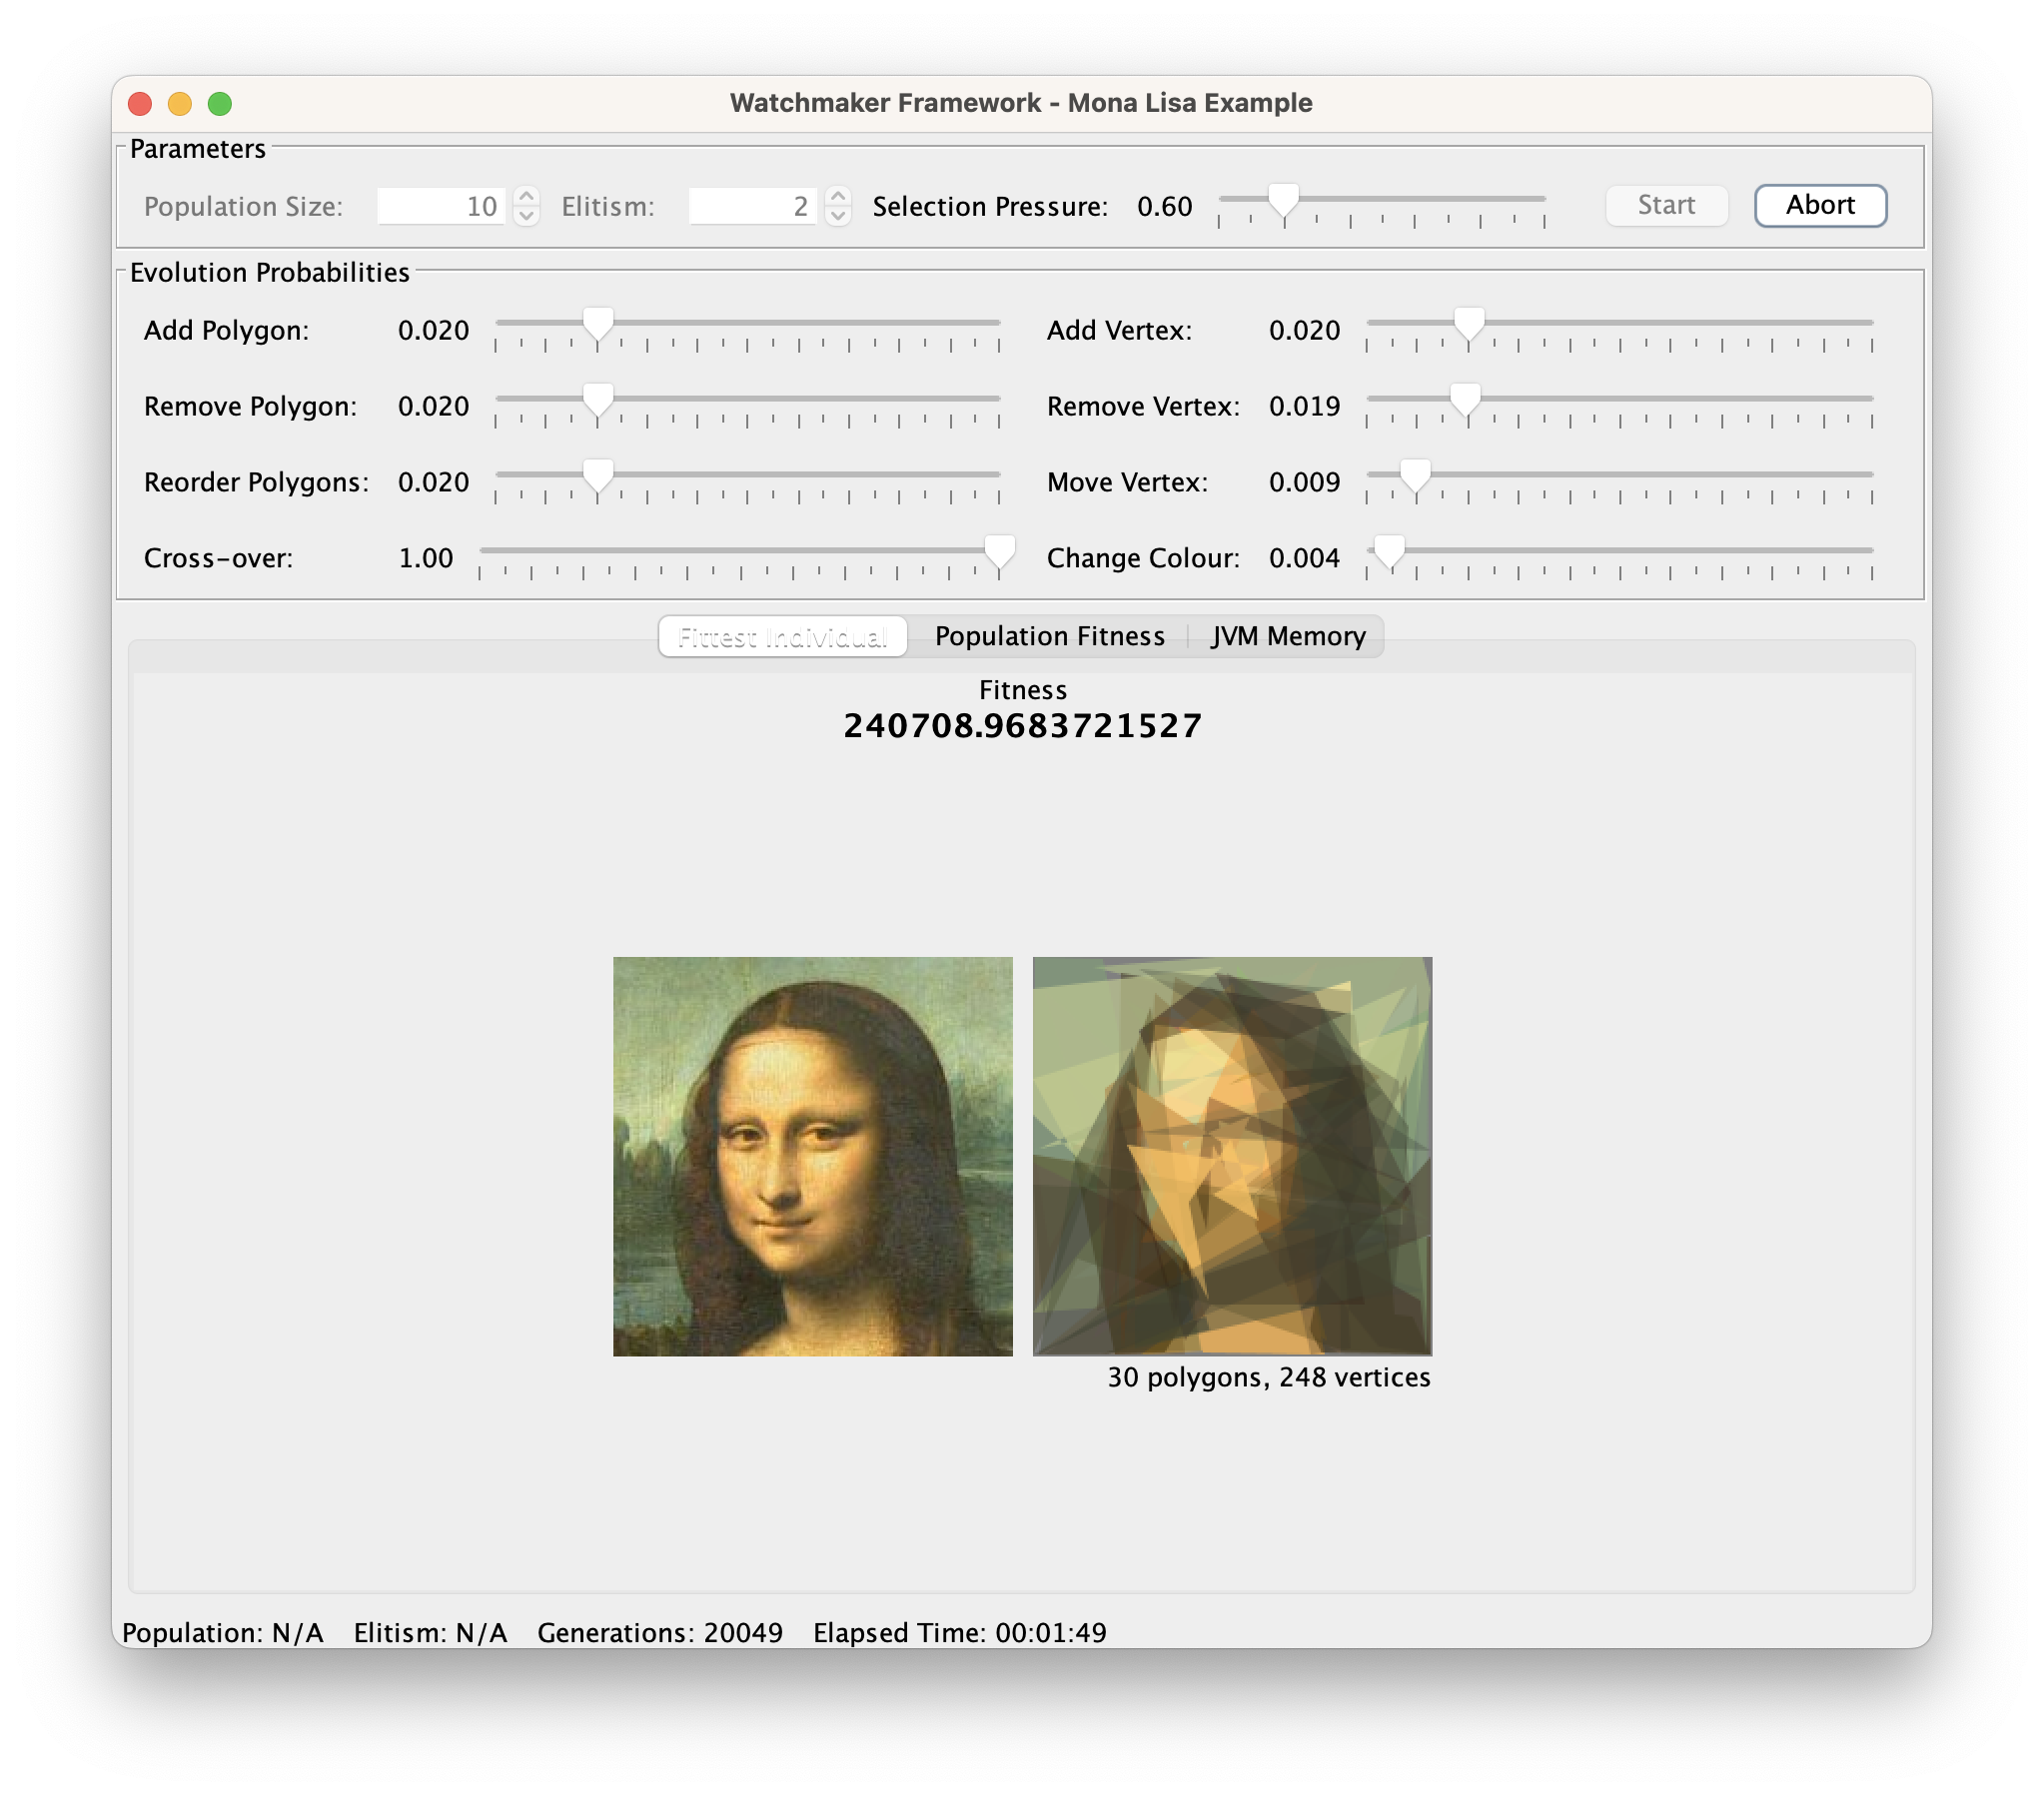 Watchmaker Framework - Mona Lisa Example
Parameters
Population Size: 10 Elitism: 2 Selection Pressure: 0.60 Start Abort
Evolution Probabilities
Add Polygon: 0.020 Add Vertex: 0.020
Remove Polygon: 0.020 Remove Vertex: 0.019
Reorder Polygons: 0.020 Move Vertex: 0.009
Cross-over: 1.00 Change Colour: 0.004
Fittest Individual Population Fitness JVM Memory
Fitness
240708.9683721527
30 polygons, 248 vertices
Population: N/A Elitism: N/A Generations: 20049 Elapsed Time: 00:01:49